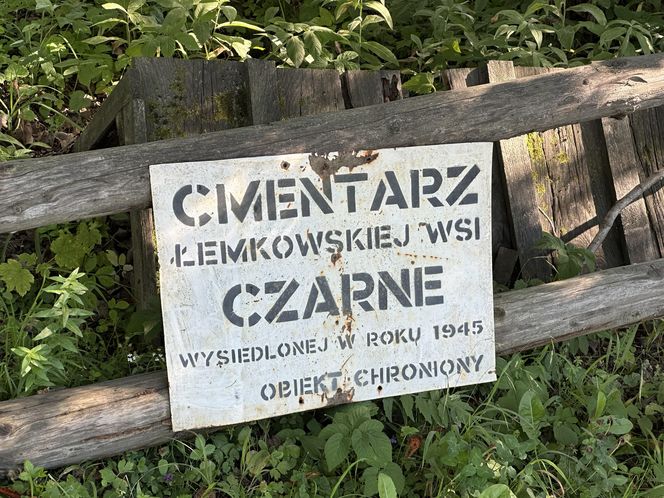 CMENTARZ
ŁEMKOWSKIEJ WSI
CZARNE
WYSIEDLONEJ W ROKU 1945
OBIEKT CHRONIONY